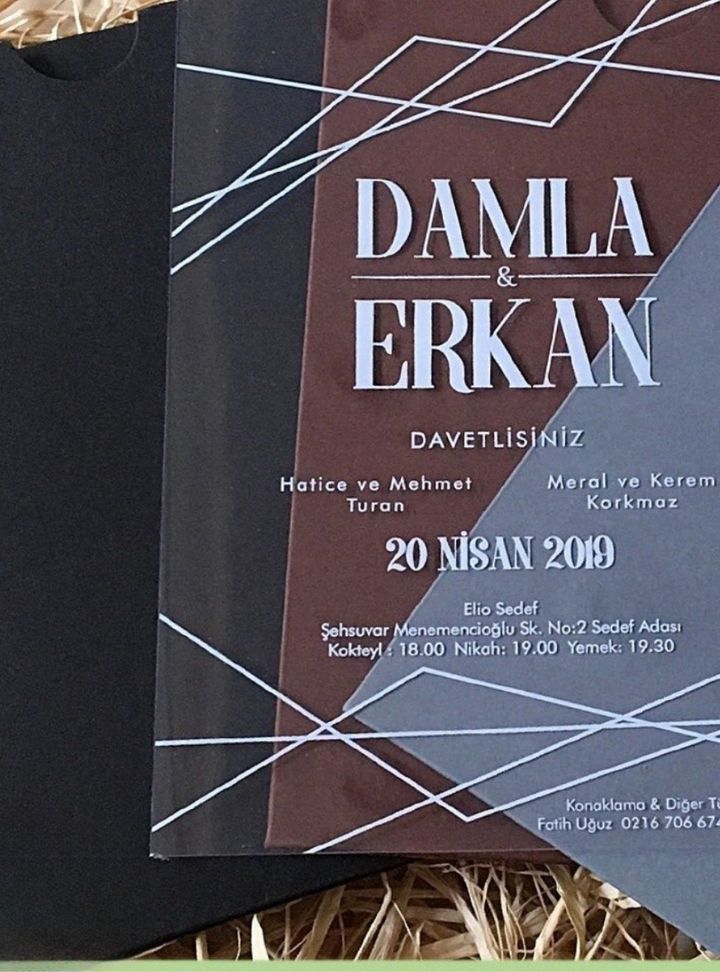 DAMLA
&
ERKAN
DAVETLİSİNİZ
Hatice ve Mehmet
Turan
Meral ve Kerem
Korkmaz
20 NİSAN 2019
Elio Sedef
Şehsuvar Menemencioğlu Sk. No:2 Sedef Adası
Kokteyl : 18.00 Nikah: 19.00 Yemek: 19.30
Konaklama & Diğer
Fatih Uğuz 0216 706 674